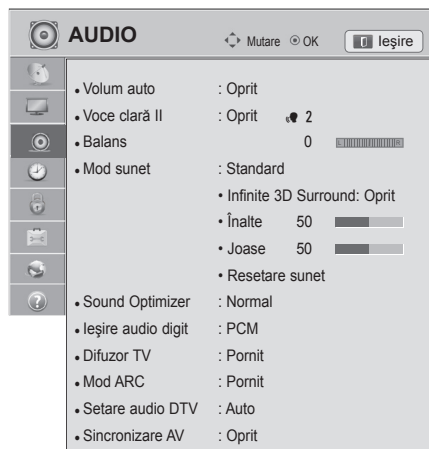 AUDIO Mutare OK Ieşire
• Volum auto : Oprit
• Voce clară II : Oprit 2
• Balans 0 L R
• Mod sunet : Standard
• Infinite 3D Surround: Oprit
• Înalte 50
• Joase 50
• Resetare sunet
• Sound Optimizer : Normal
• Ieşire audio digit : PCM
• Difuzor TV : Pornit
• Mod ARC : Pornit
• Setare audio DTV : Auto
• Sincronizare AV : Oprit